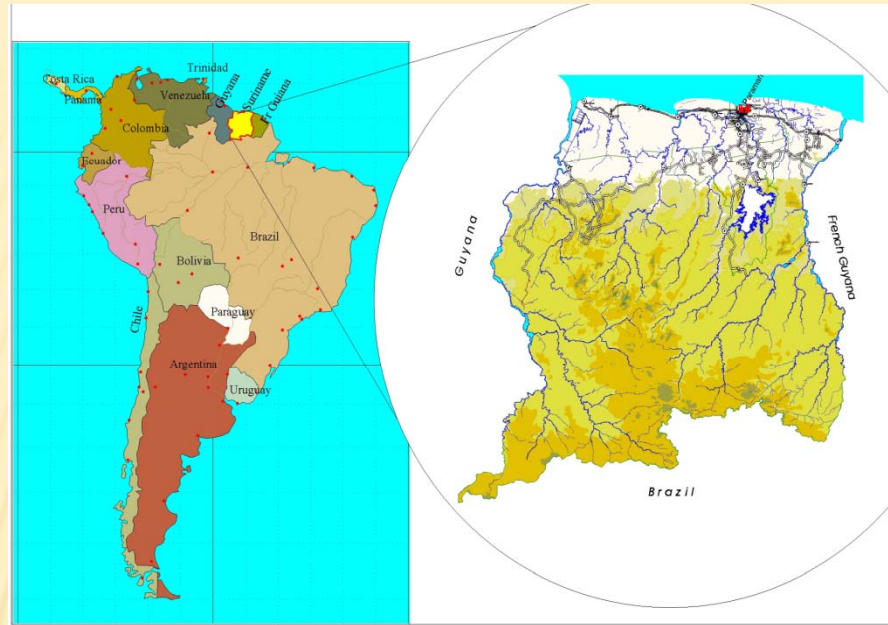 Costa Rica
Panama
Trinidad
Venezuela
Guyana
Suriname
Fr Guiana
Colombia
Ecuador
Peru
Brazil
Bolivia
Paraguay
Chile
Argentina
Uruguay
Guyana
French Guyana
Brazil